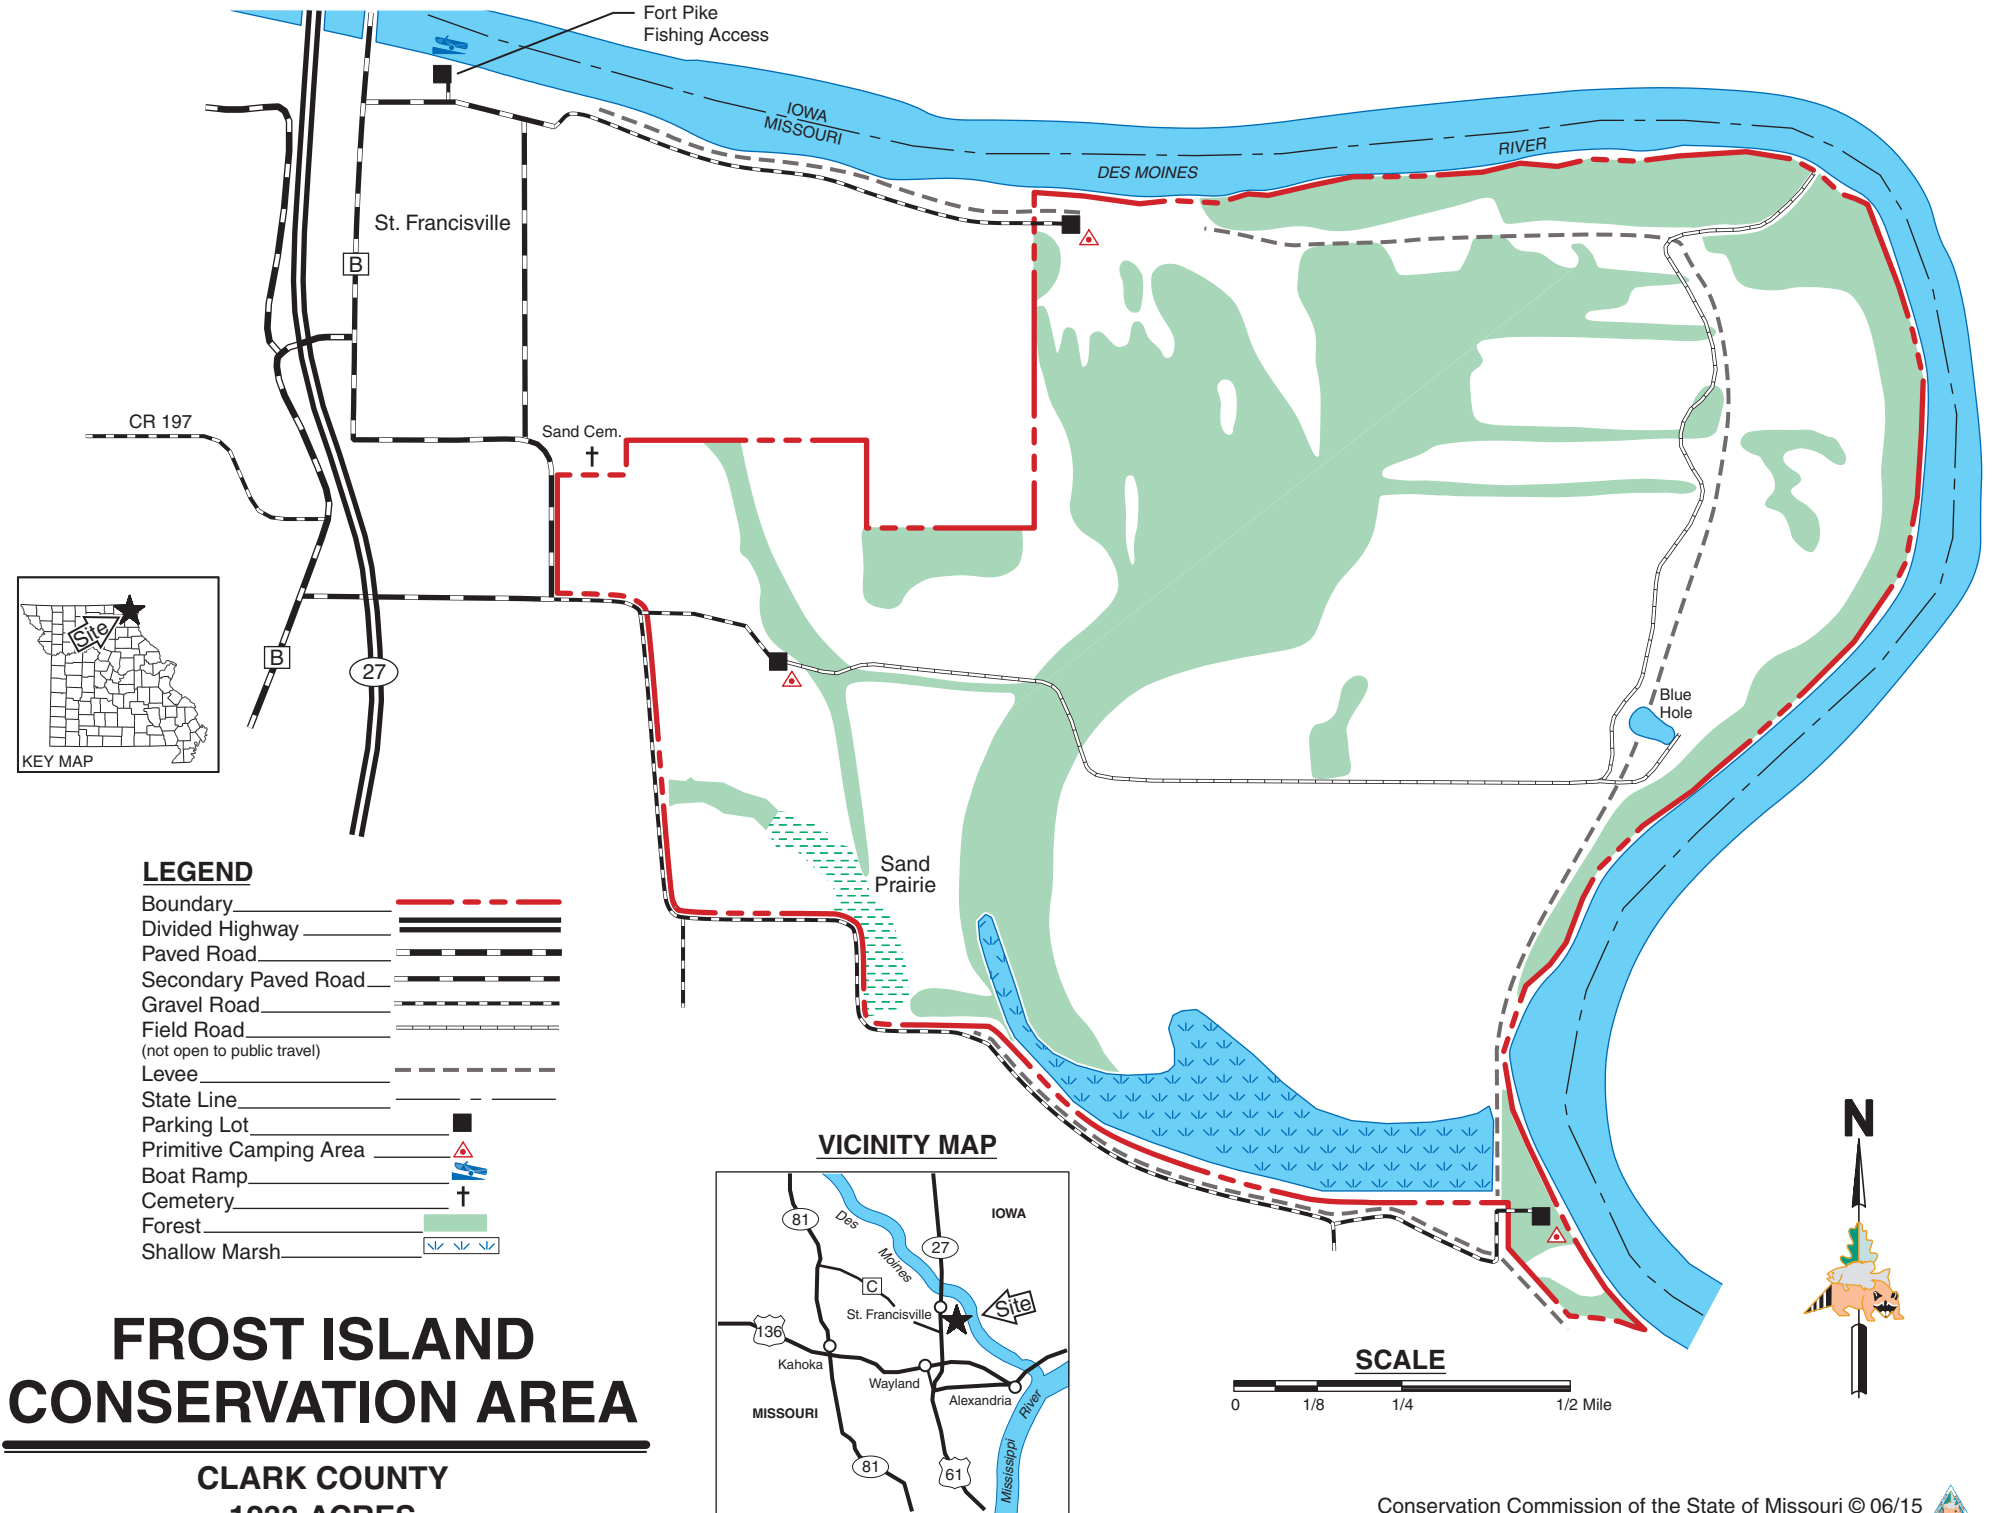 Fort Pike
Fishing Access
IOWA
MISSOURI
DES MOINES
RIVER
St. Francisville
B
CR 197
Sand Cem.
B
27
Site
KEY MAP
Blue
Hole
Sand
Prairie
LEGEND
Boundary
Divided Highway
Paved Road
Secondary Paved Road
Gravel Road
Field Road
(not open to public travel)
Levee
State Line
Parking Lot
Primitive Camping Area
Boat Ramp
Cemetery
Forest
Shallow Marsh
VICINITY MAP
81
Des
Moines
IOWA
27
C
St. Francisville
Site
136
Kahoka
Wayland
Alexandria
MISSOURI
River
Mississippi
81
61
N
SCALE
0 1/8 1/4 1/2 Mile
FROST ISLAND
CONSERVATION AREA
CLARK COUNTY
ACRES
Conservation Commission of the State of Missouri © 06/15